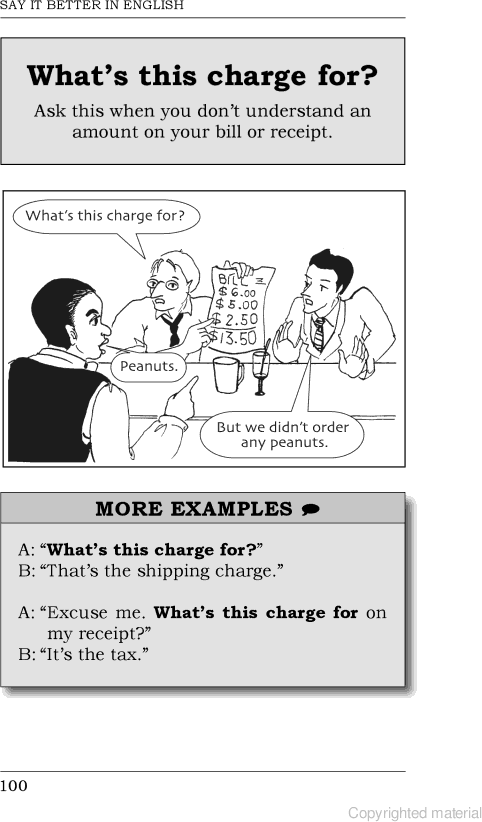 SAY IT BETTER IN ENGLISH
What's this charge for?
Ask this when you don't understand an
amount on your bill or receipt.
What's this charge for?
BILL
$6.00
$5.00
$2.50
$13.50
Peanuts.
But we didn't order
any peanuts.
MORE EXAMPLES
A: “What's this charge for?”
B: “That's the shipping charge.”
A: “Excuse me. What's this charge for on
my receipt?”
B: “It's the tax.”
100
Copyrighted material